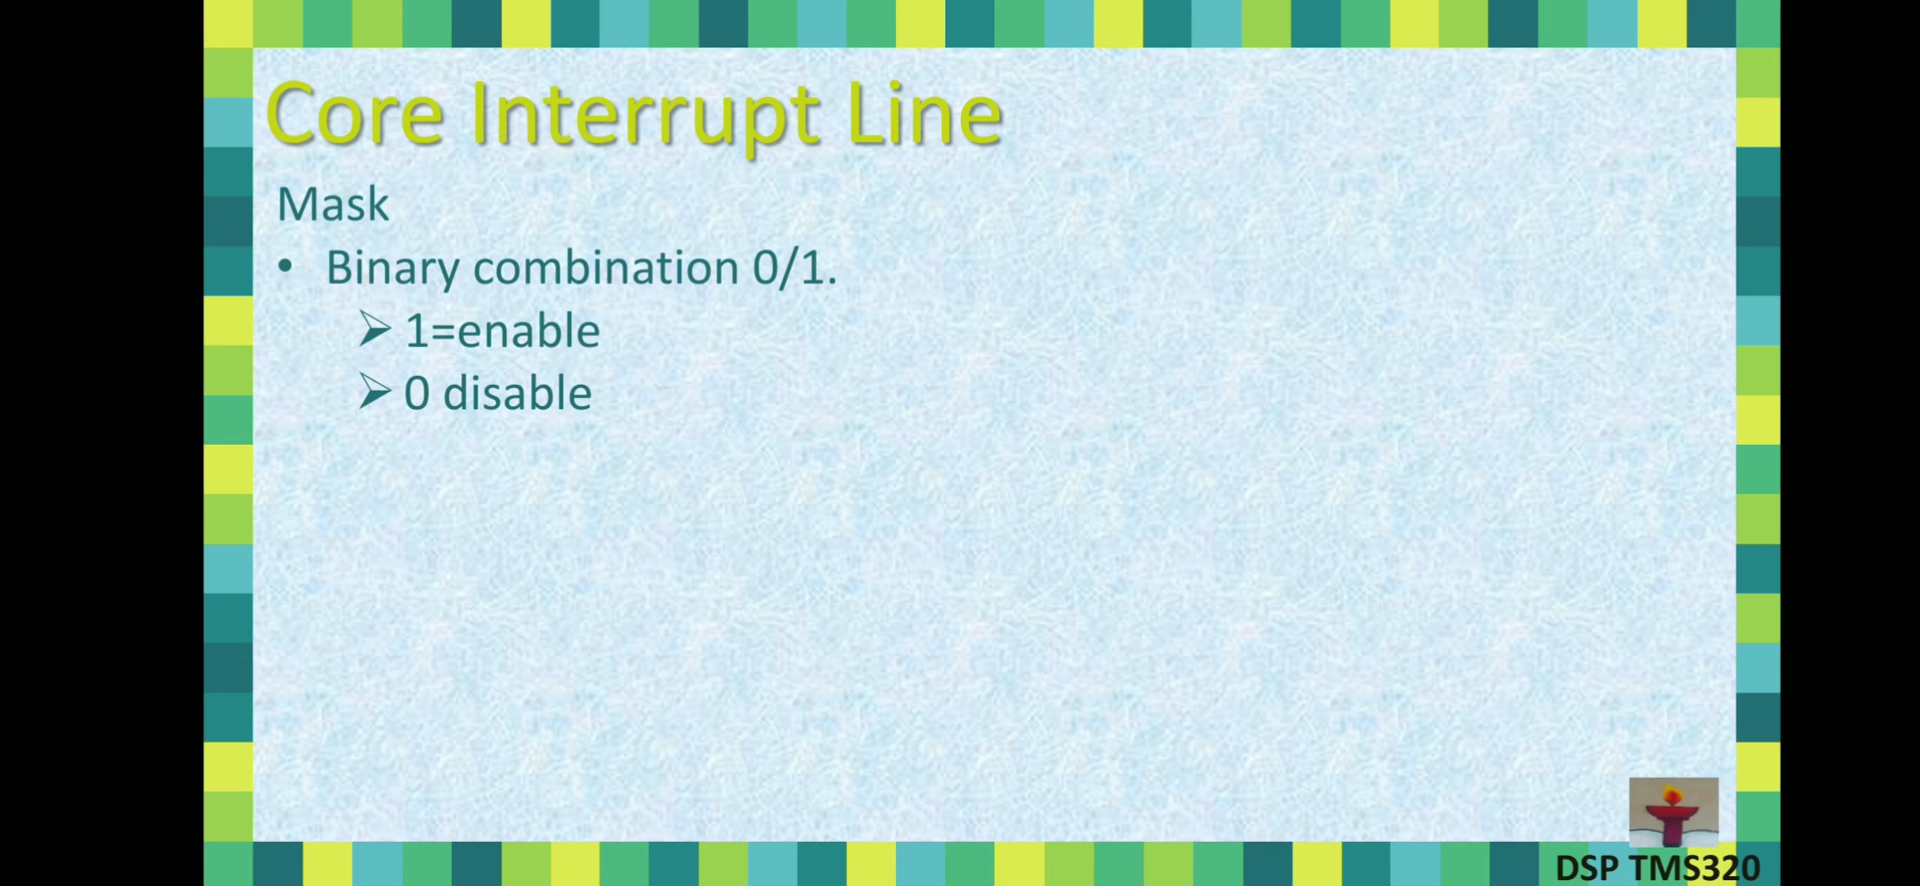 Core Interrupt Line
Mask
• Binary combination 0/1.
➢ 1=enable
➢ 0 disable
DSP TMS320